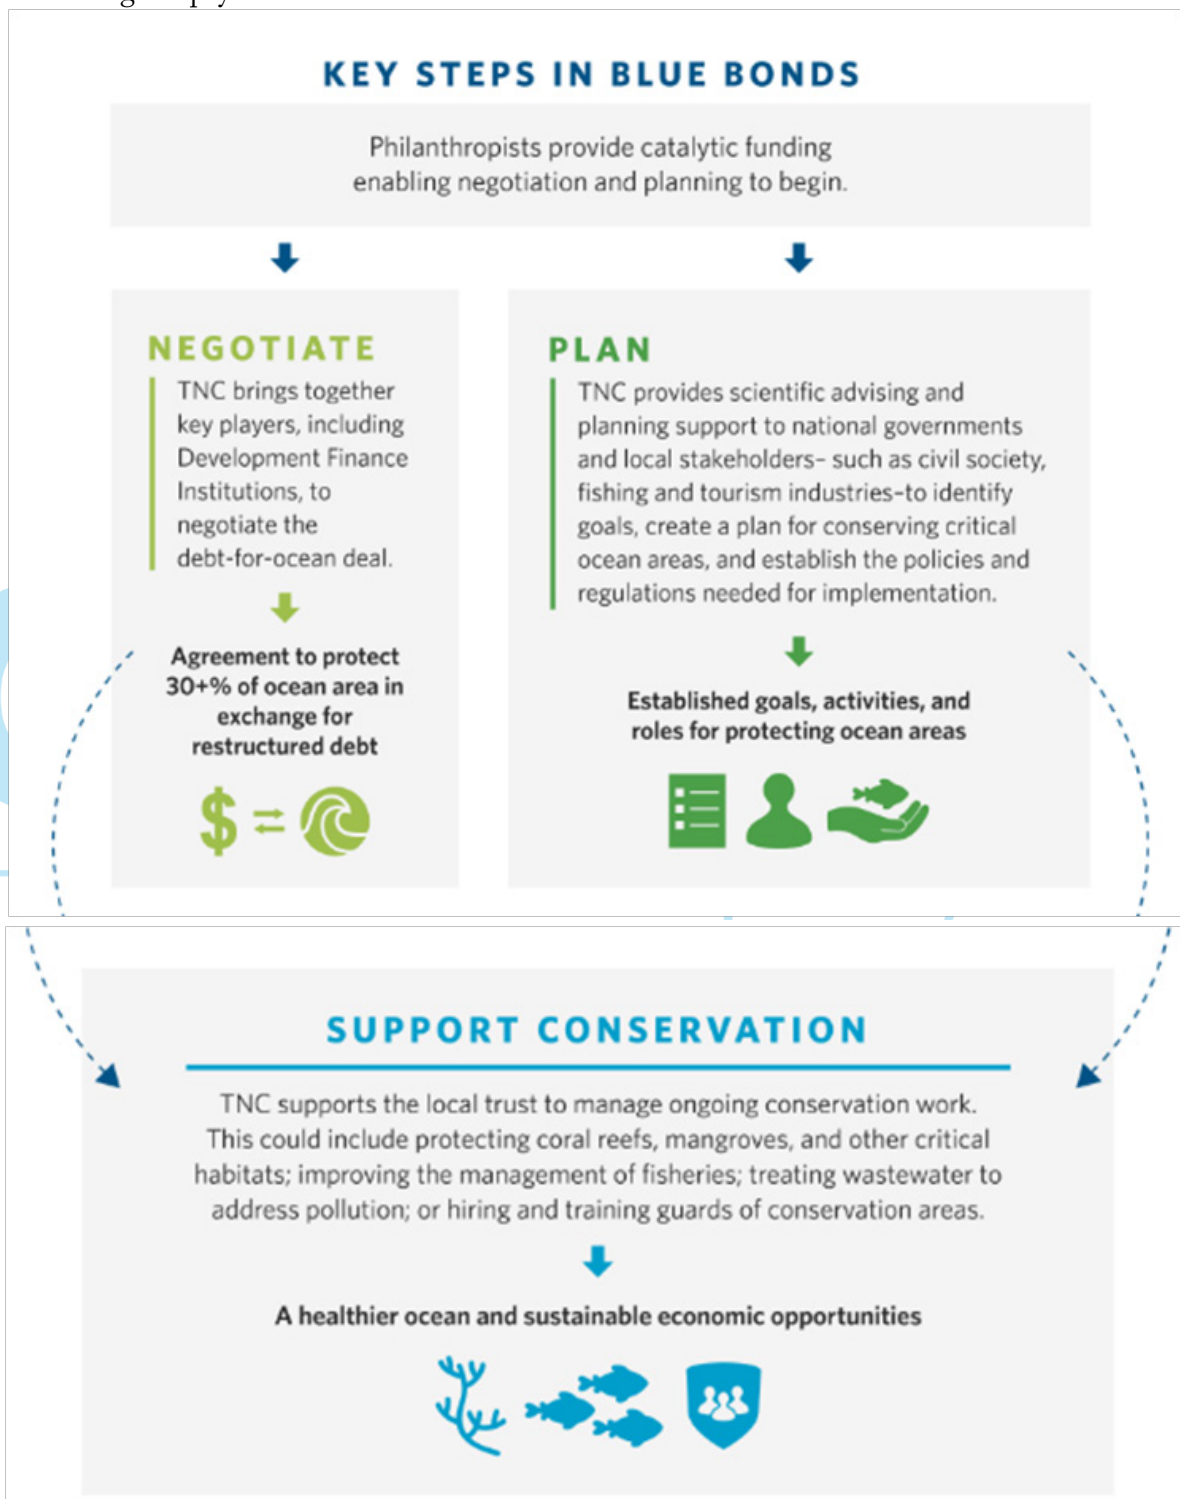 KEY STEPS IN BLUE BONDS
Philanthropists provide catalytic funding
enabling negotiation and planning to begin.
NEGOTIATE
TNC brings together
key players, including
Development Finance
Institutions, to
negotiate the
debt-for-ocean deal.
Agreement to protect
30+% of ocean area in
exchange for
restructured debt
$
PLAN
TNC provides scientific advising and
planning support to national governments
and local stakeholders– such as civil society,
fishing and tourism industries–to identify
goals, create a plan for conserving critical
ocean areas, and establish the policies and
regulations needed for implementation.
Established goals, activities, and
roles for protecting ocean areas
SUPPORT CONSERVATION
TNC supports the local trust to manage ongoing conservation work.
This could include protecting coral reefs, mangroves, and other critical
habitats; improving the management of fisheries; treating wastewater to
address pollution; or hiring and training guards of conservation areas.
A healthier ocean and sustainable economic opportunities